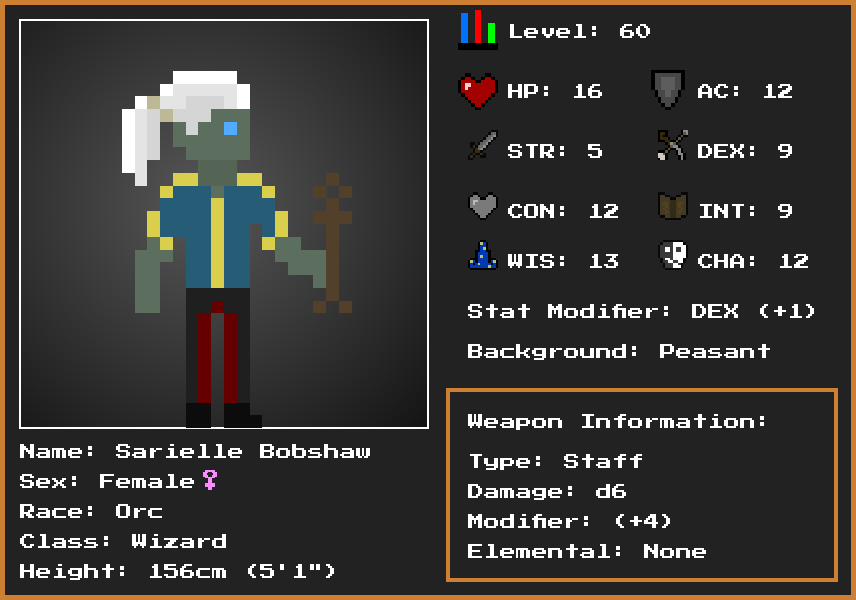 Level: 60
HP: 16 AC: 12
STR: 5 DEX: 9
CON: 12 INT: 9
WIS: 13 CHA: 12
Stat Modifier: DEX (+1)
Background: Peasant
Weapon Information:
Type: Staff
Damage: d6
Modifier: (+4)
Elemental: None
Name: Sarielle Bobshaw
Sex: Female♀
Race: Orc
Class: Wizard
Height: 156cm (5'1")